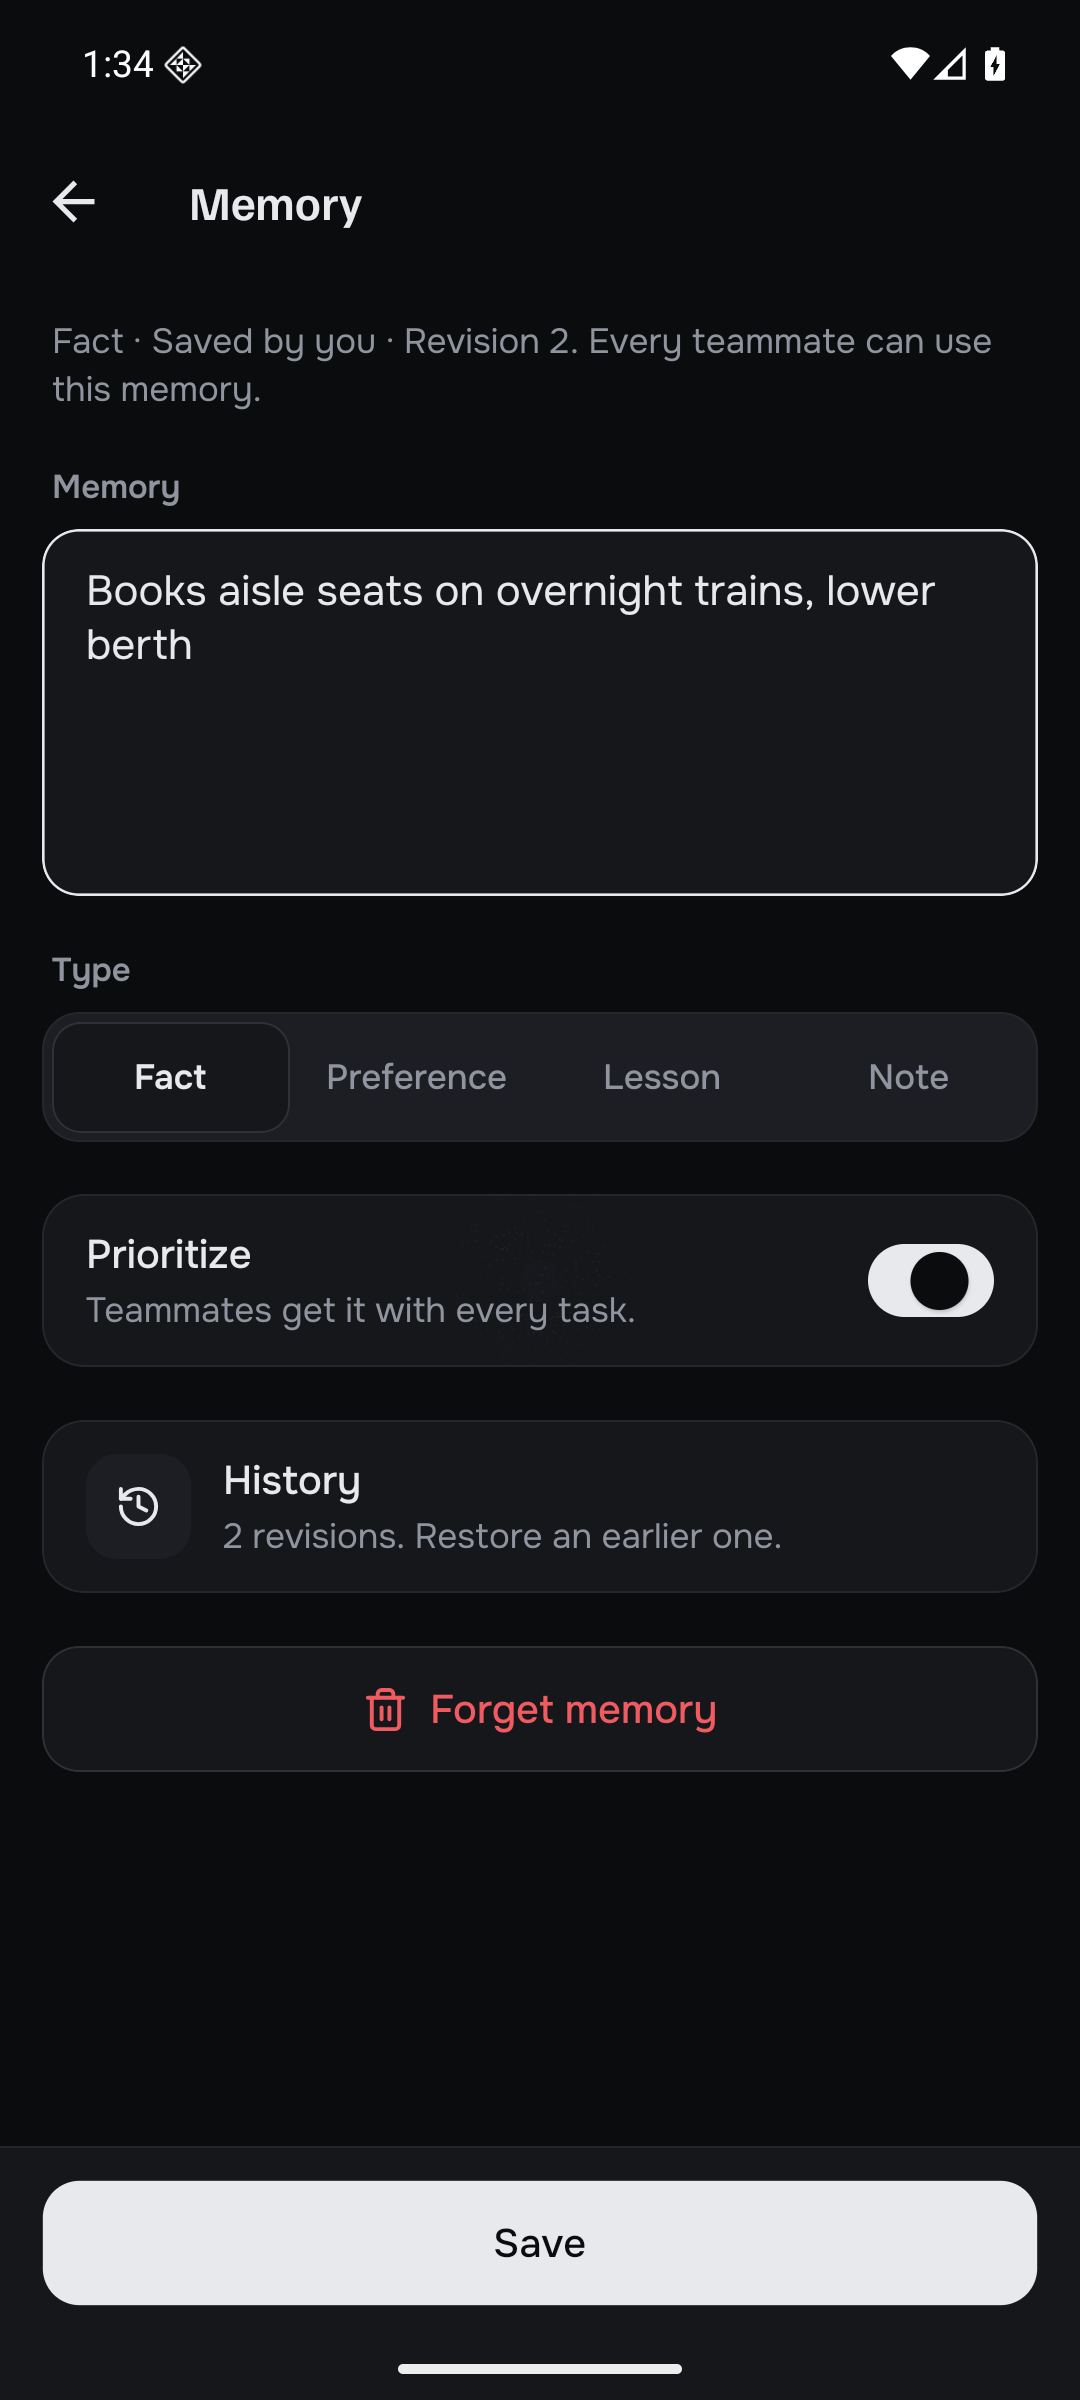 1:34
Memory
Fact · Saved by you · Revision 2. Every teammate can use
this memory.
Memory
Books aisle seats on overnight trains, lower
berth
Type
Fact Preference Lesson Note
Prioritize
Teammates get it with every task.
History
2 revisions. Restore an earlier one.
Forget memory
Save